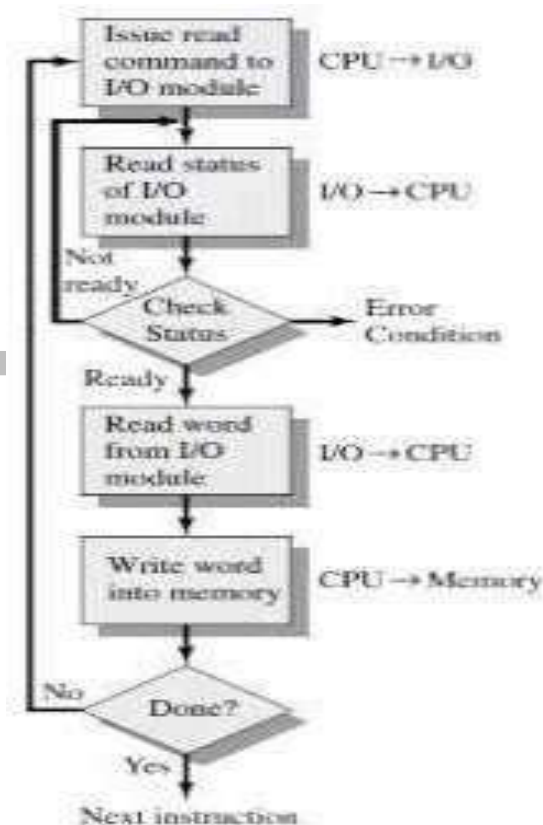 Issue read
command to
I/O module
CPU → I/O
Read status
of I/O
module
I/O → CPU
Not
ready
Check
Status
Error
Condition
Ready
Read word
from I/O
module
I/O → CPU
Write word
into memory
CPU → Memory
No
Done?
Yes
Next instruction